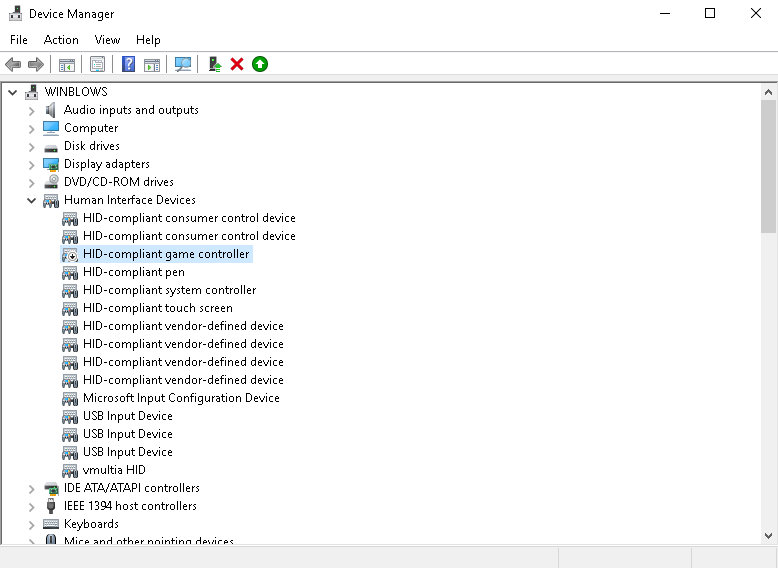 Device Manager
File Action View Help
WINBLOWS
Audio inputs and outputs
Computer
Disk drives
Display adapters
DVD/CD-ROM drives
Human Interface Devices
HID-compliant consumer control device
HID-compliant consumer control device
HID-compliant game controller
HID-compliant pen
HID-compliant system controller
HID-compliant touch screen
HID-compliant vendor-defined device
HID-compliant vendor-defined device
HID-compliant vendor-defined device
HID-compliant vendor-defined device
Microsoft Input Configuration Device
USB Input Device
USB Input Device
USB Input Device
vmultia HID
IDE ATA/ATAPI controllers
IEEE 1394 host controllers
Keyboards
Mice and other pointing devices